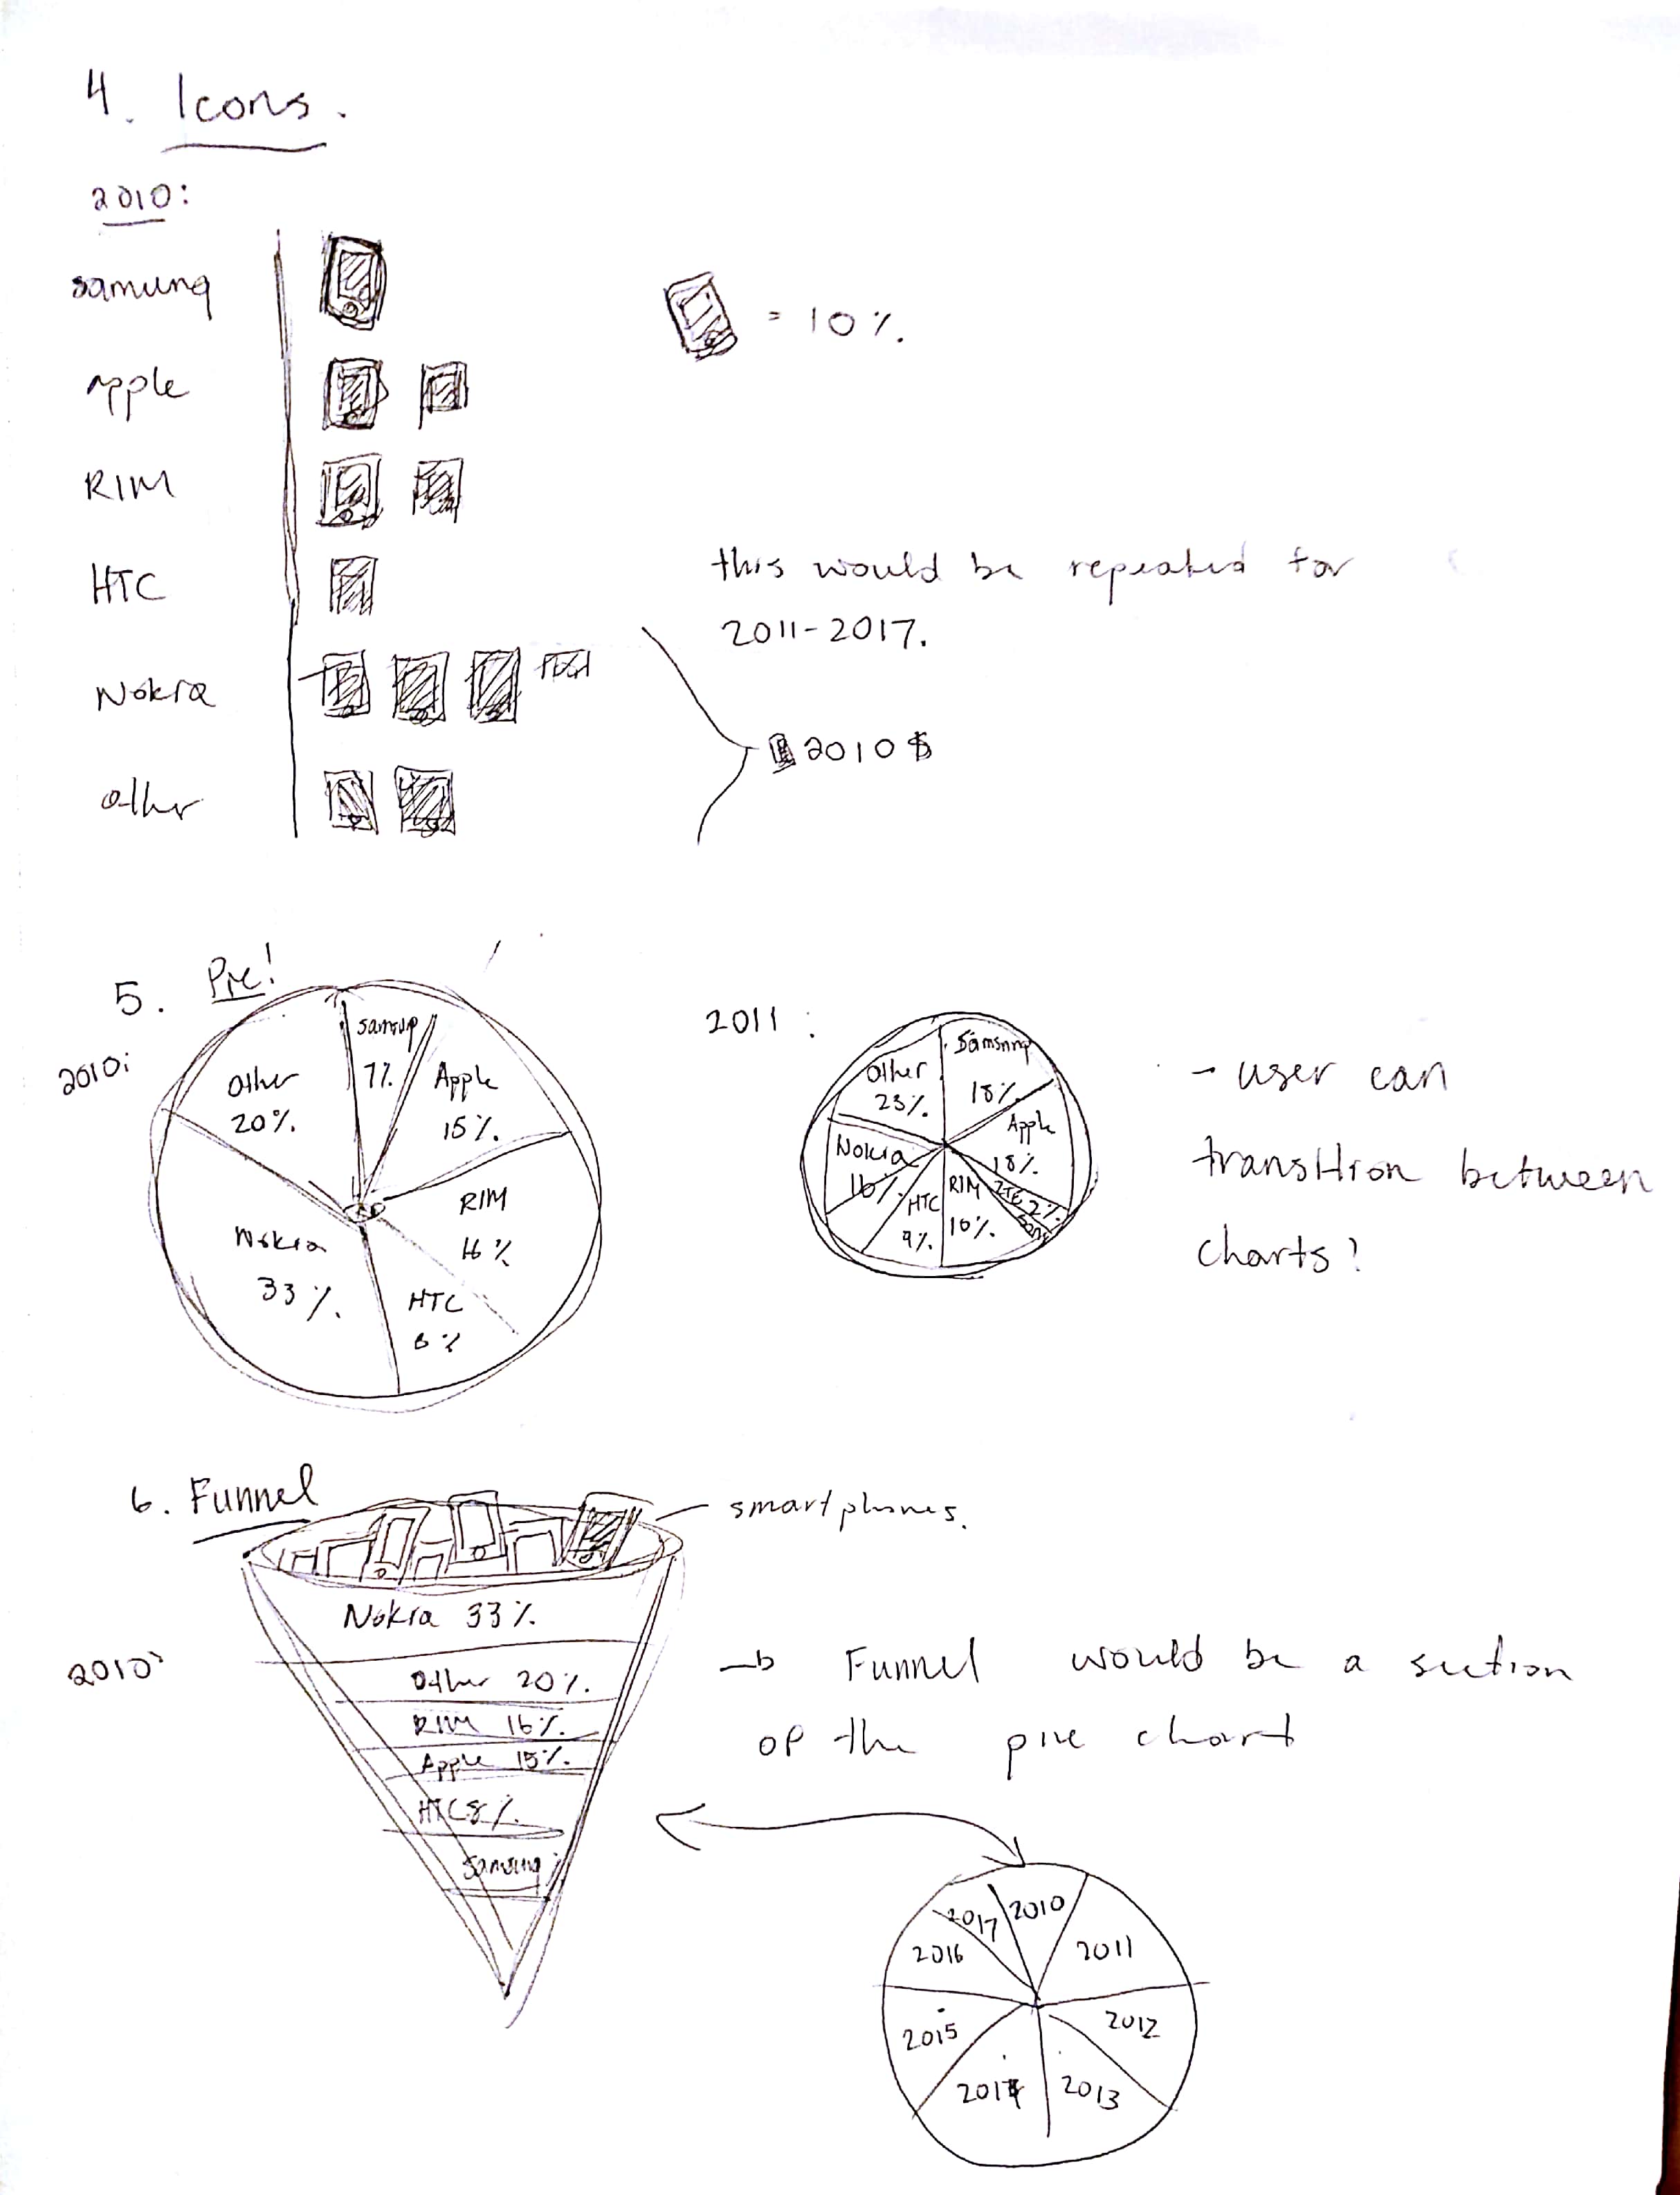 4. Icons.
2010:
samung
= 10%.
apple
RIM
HTC
this would be repeated for
2011-2017.
Nokia
2010
other
5. Pie!
2010:
samsup
7%
Apple
15%.
Other
20%.
RIM
16%
Nokia
33%.
HTC
8%
2011:
Samsung
18%.
Other
23%.
Apple
18%.
Nokia
16%.
ZTE 2%.
RIM
10%.
HTC
9%.
- user can
transition between
charts?
6. Funnel
smartphones.
2010:
Nokia 33%.
Other 20%.
RIM 16%.
Apple 15%.
HTC 8%.
Samsung
Funnel would be a section
of the pie chart
2010
2011
2012
2013
2014
2015
2016
2017